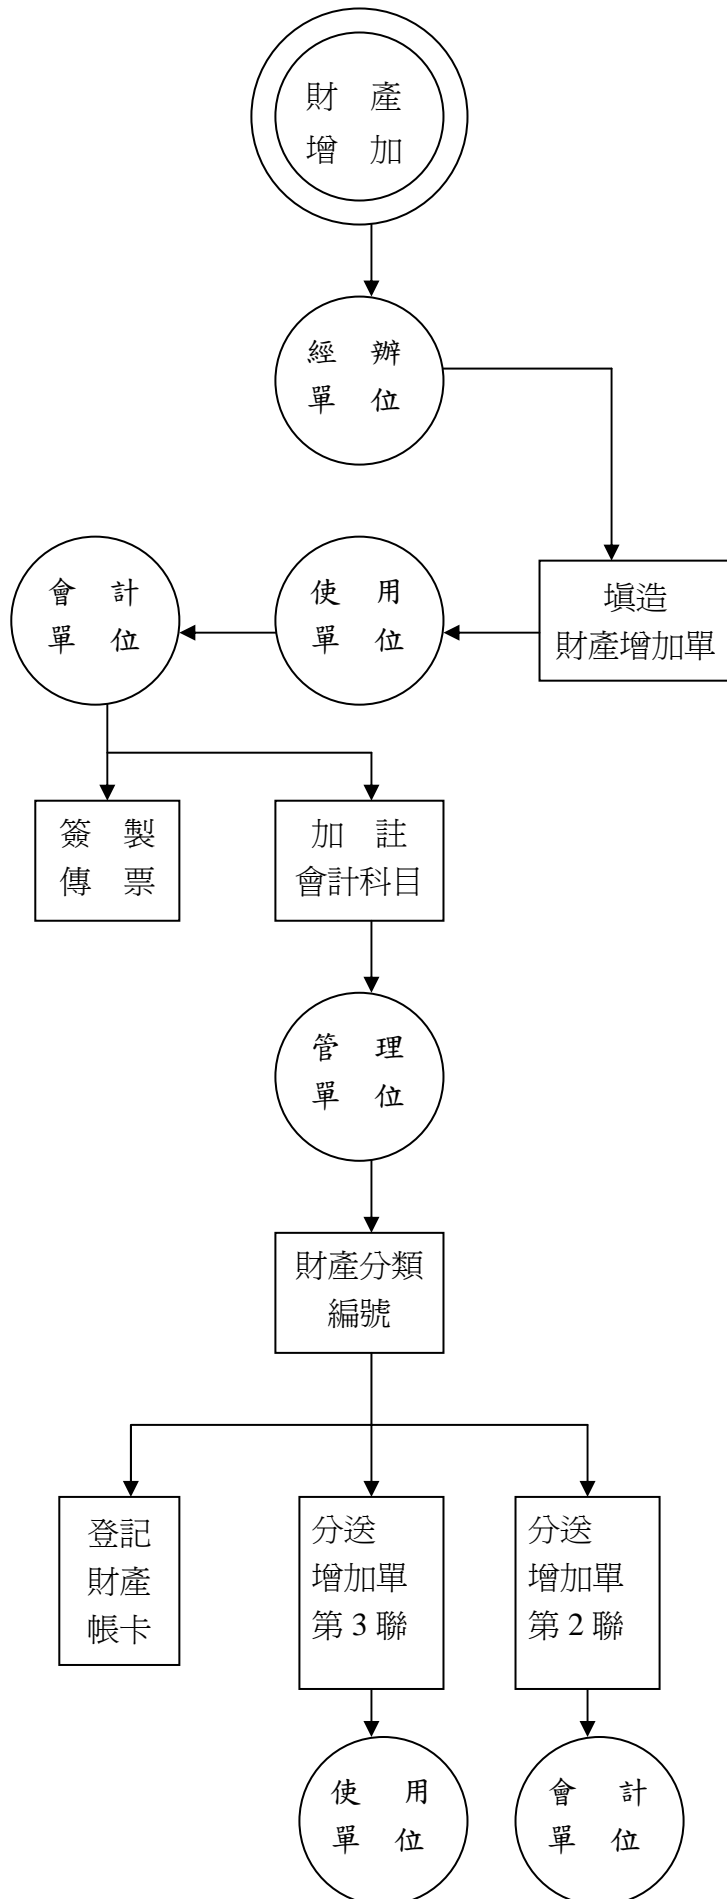 財 產
增 加
經 辦
單 位
填造
財產增加單
使 用
單 位
會 計
單 位
簽 製
傳 票
加 註
會計科目
管 理
單 位
財產分類
編號
登記
財產
帳卡
分送
增加單
第 3 聯
分送
增加單
第 2 聯
使 用
單 位
會 計
單 位